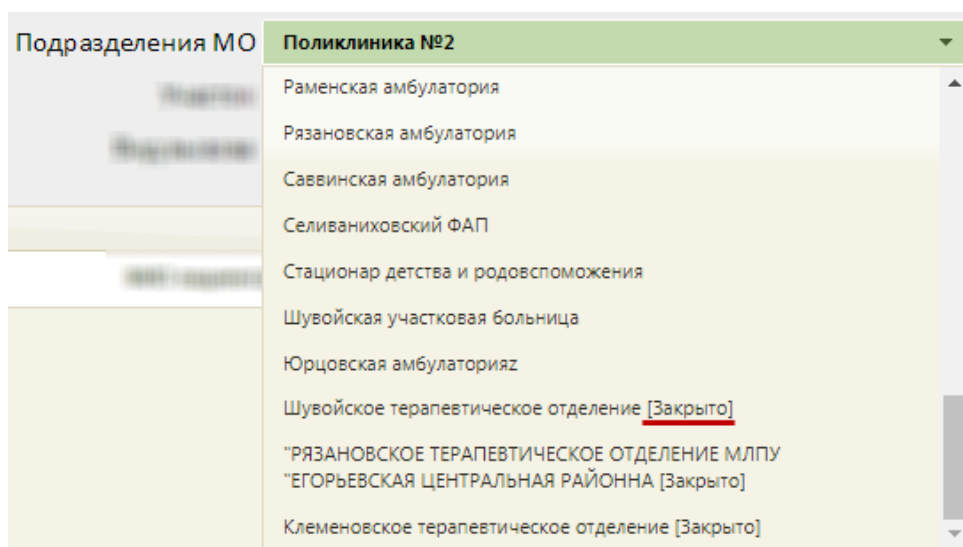 Подразделения МО
Поликлиника №2
Раменская амбулатория
Рязановская амбулатория
Саввинская амбулатория
Селиваниховский ФАП
Стационар детства и родовспоможения
Шувойская участковая больница
Юрцовская амбулаторияz
Шувойское терапевтическое отделение [Закрыто]
"РЯЗАНОВСКОЕ ТЕРАПЕВТИЧЕСКОЕ ОТДЕЛЕНИЕ МЛПУ
"ЕГОРЬЕВСКАЯ ЦЕНТРАЛЬНАЯ РАЙОННА [Закрыто]
Клеменовское терапевтическое отделение [Закрыто]